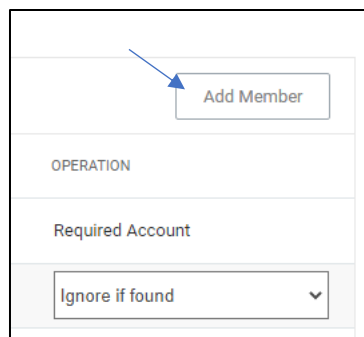 Add Member
OPERATION
Required Account
Ignore if found